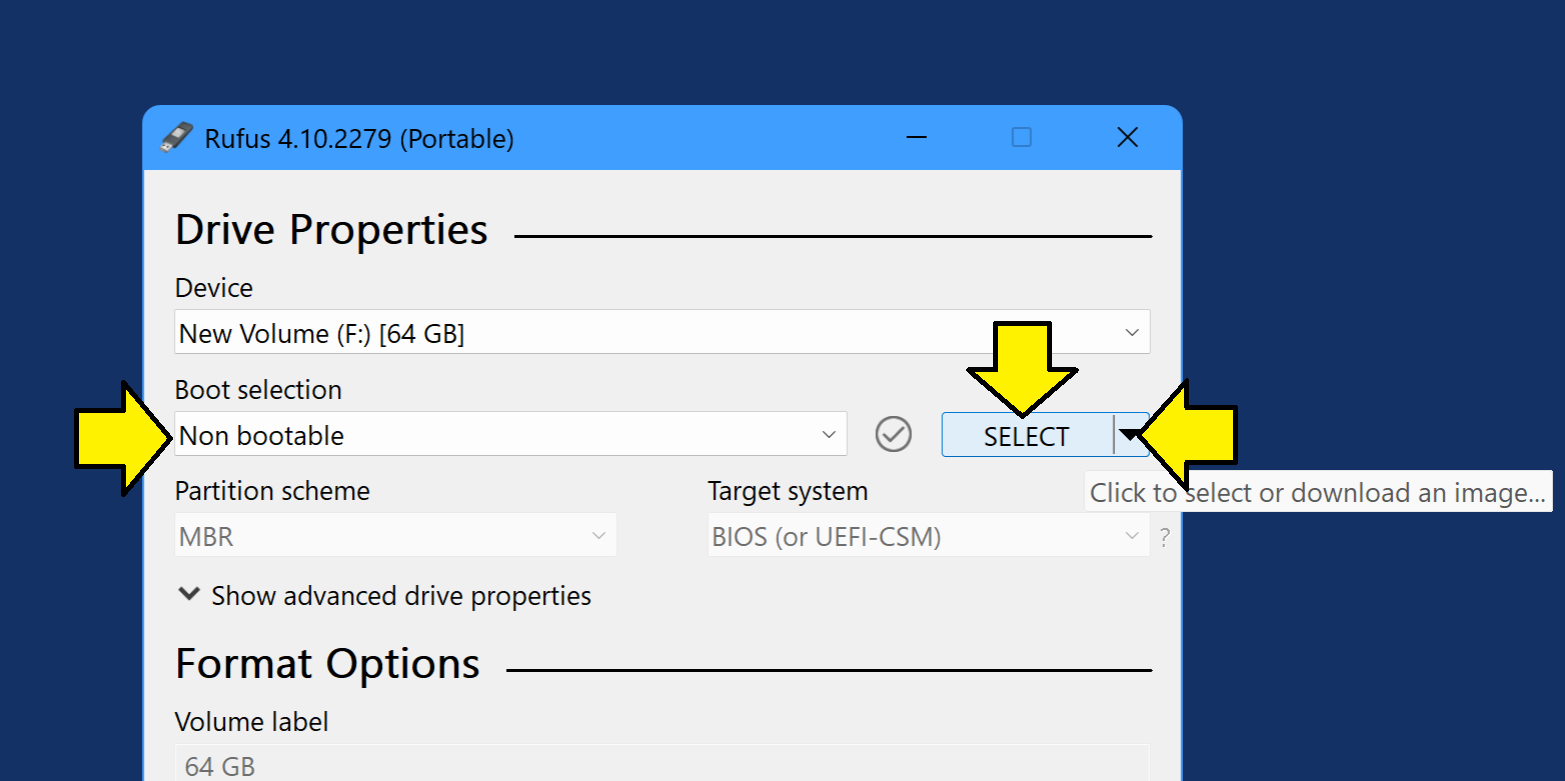 Rufus 4.10.2279 (Portable)
Drive Properties
Device
New Volume (F:) [64 GB]
Boot selection
Non bootable
SELECT
Partition scheme
Target system
Click to select or download an image...
MBR
BIOS (or UEFI-CSM)
?
Show advanced drive properties
Format Options
Volume label
64 GB